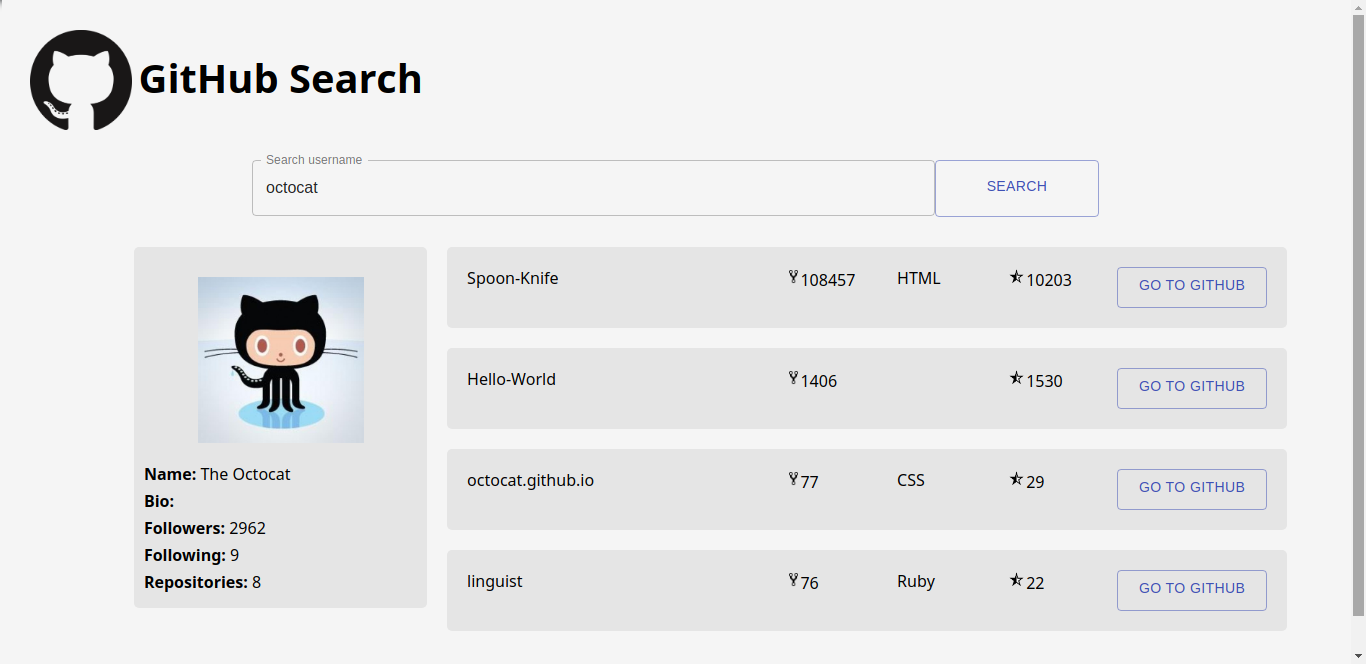 GitHub Search
Search username
octocat
SEARCH
Name: The Octocat
Bio:
Followers: 2962
Following: 9
Repositories: 8
Spoon-Knife 108457 HTML 10203 GO TO GITHUB
Hello-World 1406 1530 GO TO GITHUB
octocat.github.io 77 CSS 29 GO TO GITHUB
linguist 76 Ruby 22 GO TO GITHUB